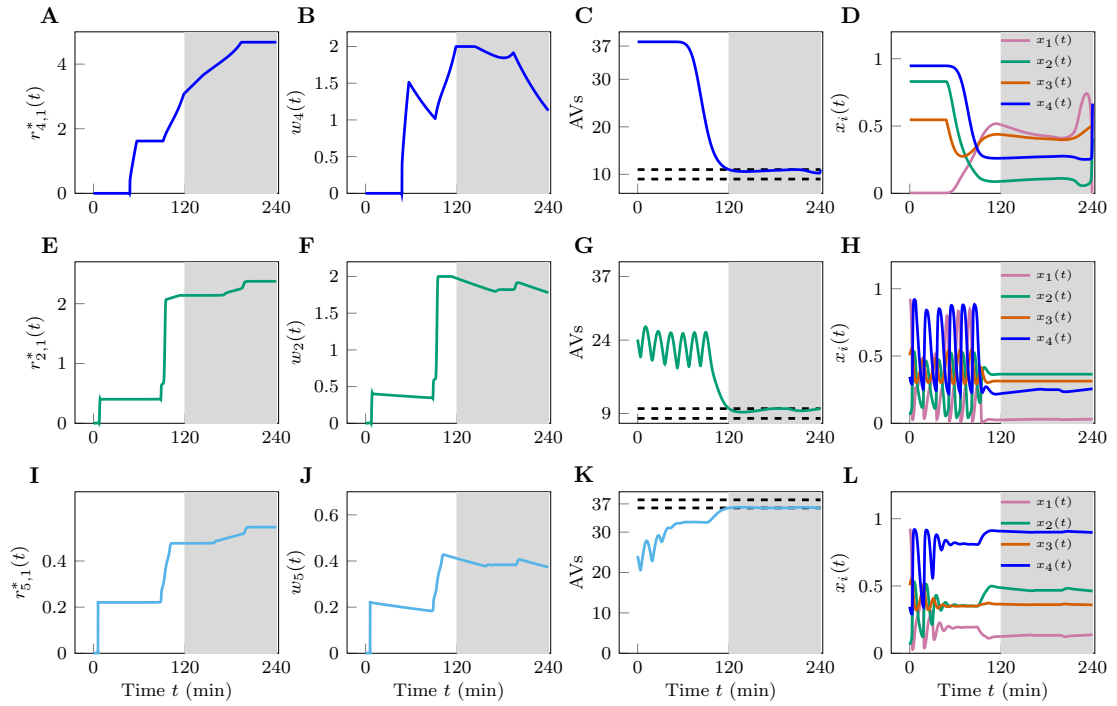 A
B
C
D
r*4,1(t)
4
2
0
0
120
240
w4(t)
2
1.5
1
0.5
0
0
120
240
AVs
37
30
10
0
120
240
xi(t)
1
0.5
0
0
120
240
x1(t)
x2(t)
x3(t)
x4(t)
E
F
G
H
r*2,1(t)
2
1
0
0
120
240
w2(t)
2
1.5
1
0.5
0
0
120
240
AVs
37
24
9
0
120
240
xi(t)
1
0.5
0
0
120
240
x1(t)
x2(t)
x3(t)
x4(t)
I
J
K
L
r*5,1(t)
0.4
0.2
0
0
120
240
Time t (min)
w5(t)
0.6
0.4
0.2
0
0
120
240
Time t (min)
AVs
37
30
20
0
120
240
Time t (min)
xi(t)
1
0.5
0
0
120
240
Time t (min)
x1(t)
x2(t)
x3(t)
x4(t)